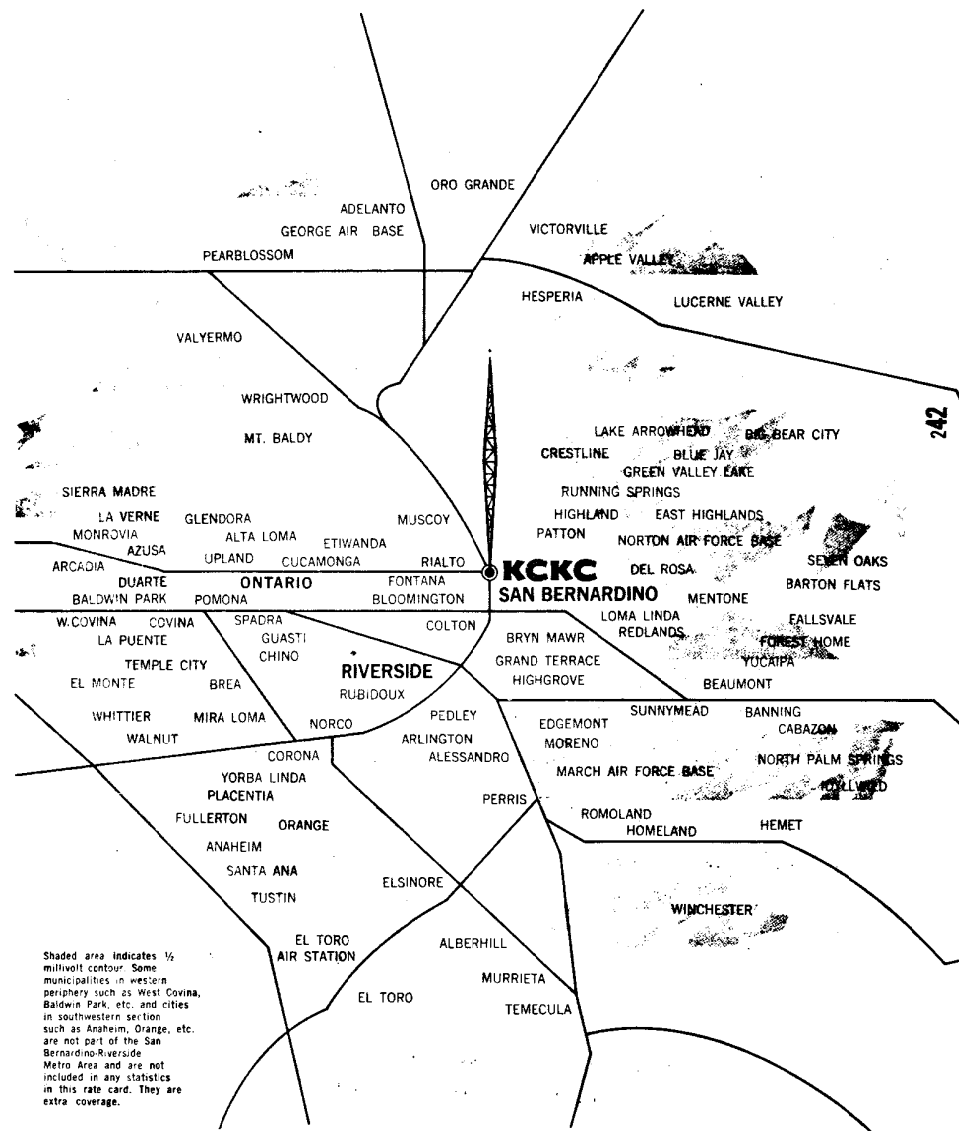 ORO GRANDE
ADELANTO
GEORGE AIR BASE
VICTORVILLE
PEARBLOSSOM
APPLE VALLEY
HESPERIA
LUCERNE VALLEY
VALYERMO
WRIGHTWOOD
MT. BALDY
LAKE ARROWHEAD
BIG BEAR CITY
242
CRESTLINE
BLUE JAY
GREEN VALLEY LAKE
SIERRA MADRE
RUNNING SPRINGS
LA VERNE
GLENDORA
MUSCOY
HIGHLAND
EAST HIGHLANDS
MONROVIA
ALTA LOMA
ETIWANDA
PATTON
NORTON AIR FORCE BASE
AZUSA
UPLAND
CUCAMONGA
RIALTO
SEVEN OAKS
ARCADIA
KCKC
DEL ROSA
DUARTE
ONTARIO
FONTANA
SAN BERNARDINO
BARTON FLATS
BALDWIN PARK
POMONA
BLOOMINGTON
MENTONE
W. COVINA
COVINA
SPADRA
COLTON
LOMA LINDA
FALLSVALE
LA PUENTE
GUASTI
BRYN MAWR
REDLANDS
FOREST HOME
CHINO
TEMPLE CITY
RIVERSIDE
GRAND TERRACE
YUCAIPA
EL MONTE
BREA
RUBIDOUX
HIGHGROVE
BEAUMONT
WHITTIER
MIRA LOMA
NORCO
PEDLEY
EDGEMONT
SUNNYMEAD
BANNING
CABAZON
WALNUT
ARLINGTON
MORENO
CORONA
ALESSANDRO
MARCH AIR FORCE BASE
NORTH PALM SPRINGS
YORBA LINDA
IDYLLWILD
PLACENTIA
PERRIS
FULLERTON
ORANGE
ROMOLAND
HOMELAND
HEMET
ANAHEIM
SANTA ANA
ELSINORE
TUSTIN
WINCHESTER
EL TORO
AIR STATION
ALBERHILL
MURRIETA
EL TORO
TEMECULA
Shaded area indicates ½
millivolt contour. Some
municipalities in western
periphery such as West Covina,
Baldwin Park, etc. and cities
in southwestern section
such as Anaheim, Orange, etc.
are not part of the San
Bernardino-Riverside
Metro Area and are not
included in any statistics
in this rate card. They are
extra coverage.